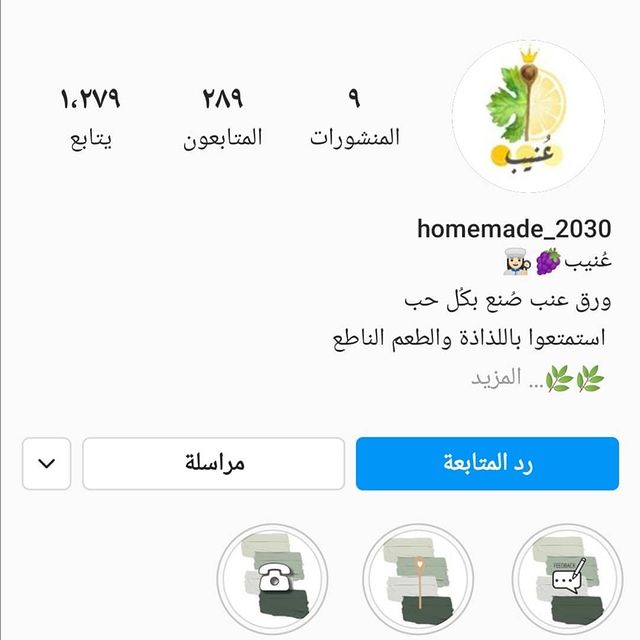 ٩ ٢٨٩ ١،٢٧٩
المنشورات المتابعون يتابع
عُنيب
homemade_2030
عُنيب🍇👩🏻‍🍳
ورق عنب صُنع بكُل حب
استمتعوا باللذاذة والطعم الناطع
🌿🌿... المزيد
رد المتابعة مراسلة
FEEDBACK